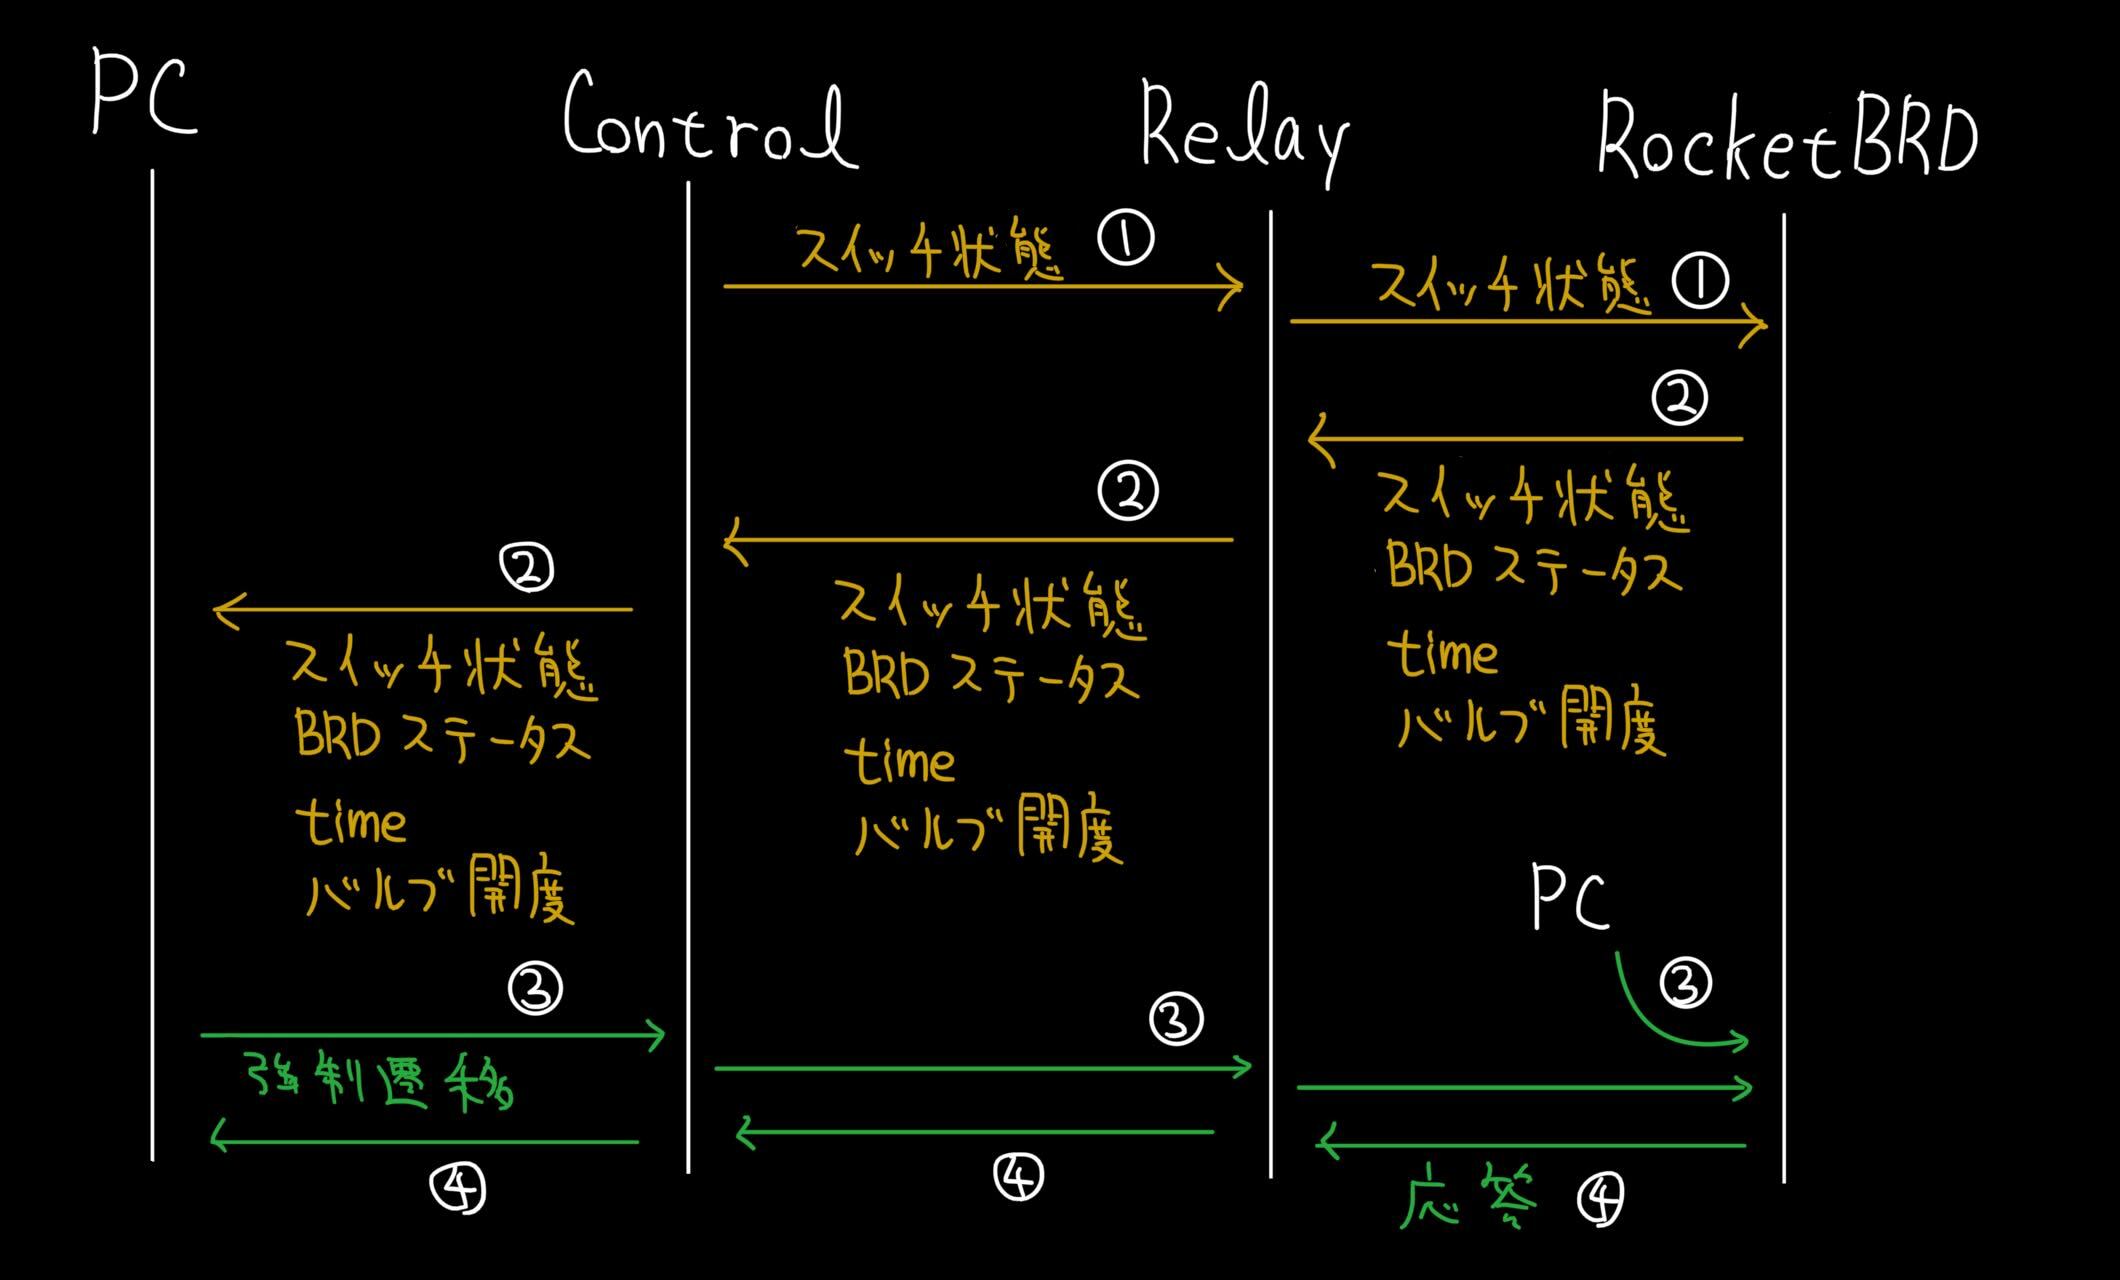 PC
Control
Relay
RocketBRD
スイッチ状態 ①
スイッチ状態 ①
②
スイッチ状態
BRD ステータス
time
バルブ開度
②
スイッチ状態
BRD ステータス
time
バルブ開度
②
スイッチ状態
BRD ステータス
time
バルブ開度
PC
③
③
③
強制遷移
④
④
応答 ④